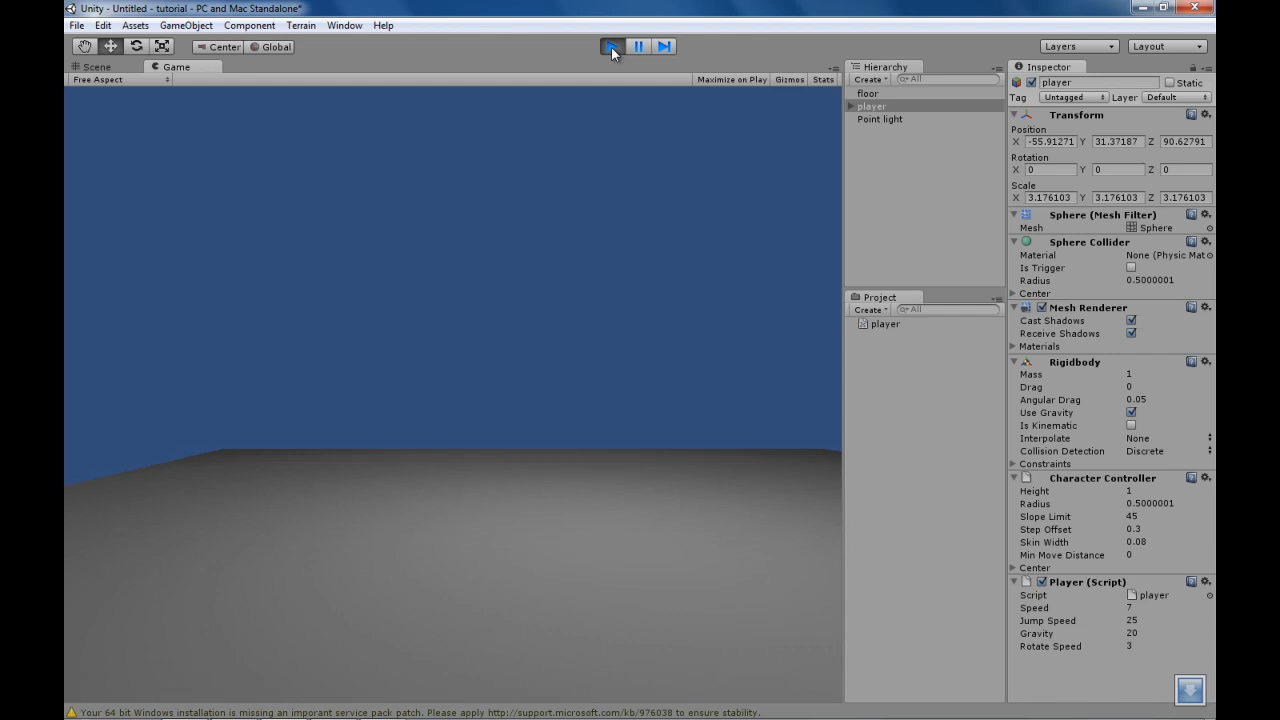 Unity - Untitled - tutorial - PC and Mac Standalone*
File Edit Assets GameObject Component Terrain Window Help
Center Global Layers Layout
Scene Game
Free Aspect Maximize on Play Gizmos Stats
Hierarchy
Create All
floor
player
Point light
Project
Create All
player
Inspector
player Static
Tag Untagged Layer Default
Transform
Position
X -55.91271 Y 31.37187 Z 90.62791
Rotation
X 0 Y 0 Z 0
Scale
X 3.176103 Y 3.176103 Z 3.176103
Sphere (Mesh Filter)
Mesh Sphere
Sphere Collider
Material None (Physic Mat
Is Trigger
Radius 0.5000001
Center
Mesh Renderer
Cast Shadows
Receive Shadows
Materials
Rigidbody
Mass 1
Drag 0
Angular Drag 0.05
Use Gravity
Is Kinematic
Interpolate None
Collision Detection Discrete
Constraints
Character Controller
Height 1
Radius 0.5000001
Slope Limit 45
Step Offset 0.3
Skin Width 0.08
Min Move Distance 0
Center
Player (Script)
Script player
Speed 7
Jump Speed 25
Gravity 20
Rotate Speed 3
Your 64 bit Windows installation is missing an imporant service pack patch. Please apply http://support.microsoft.com/kb/976038 to ensure stability.